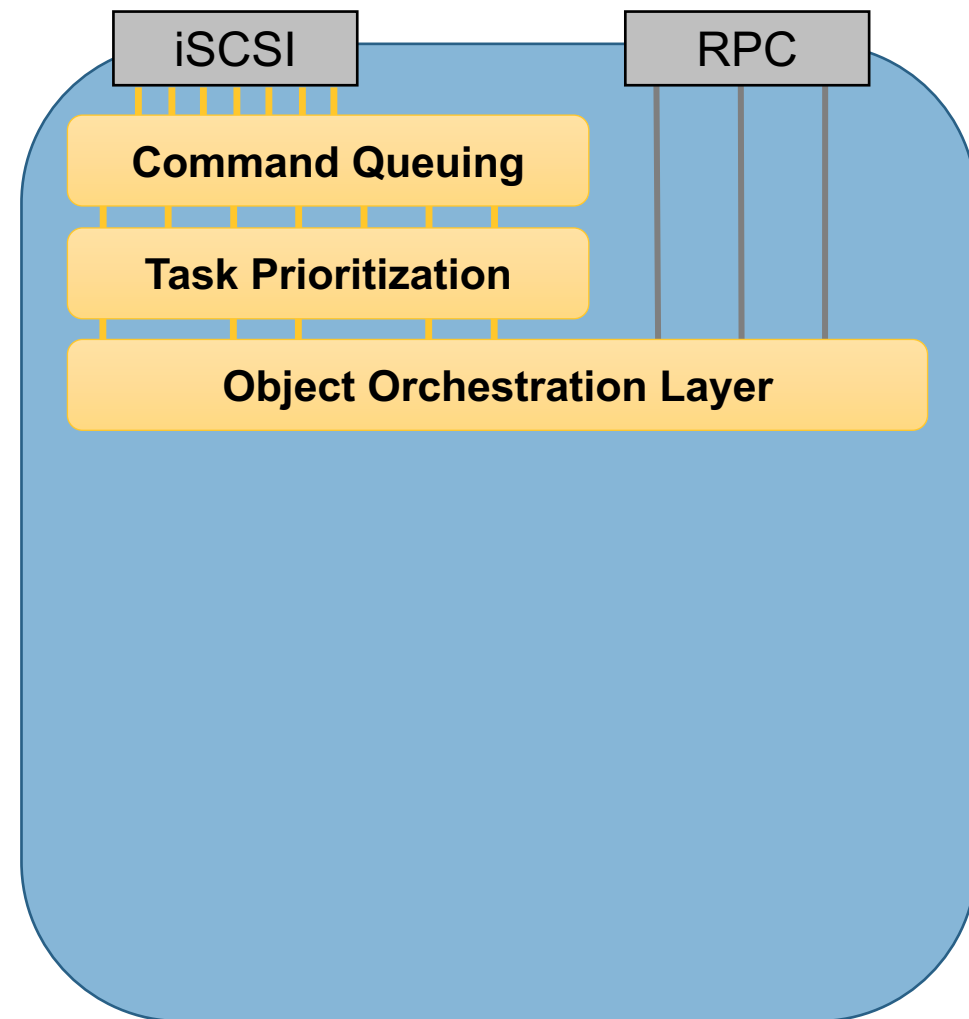 iSCSI
RPC
Command Queuing
Task Prioritization
Object Orchestration Layer